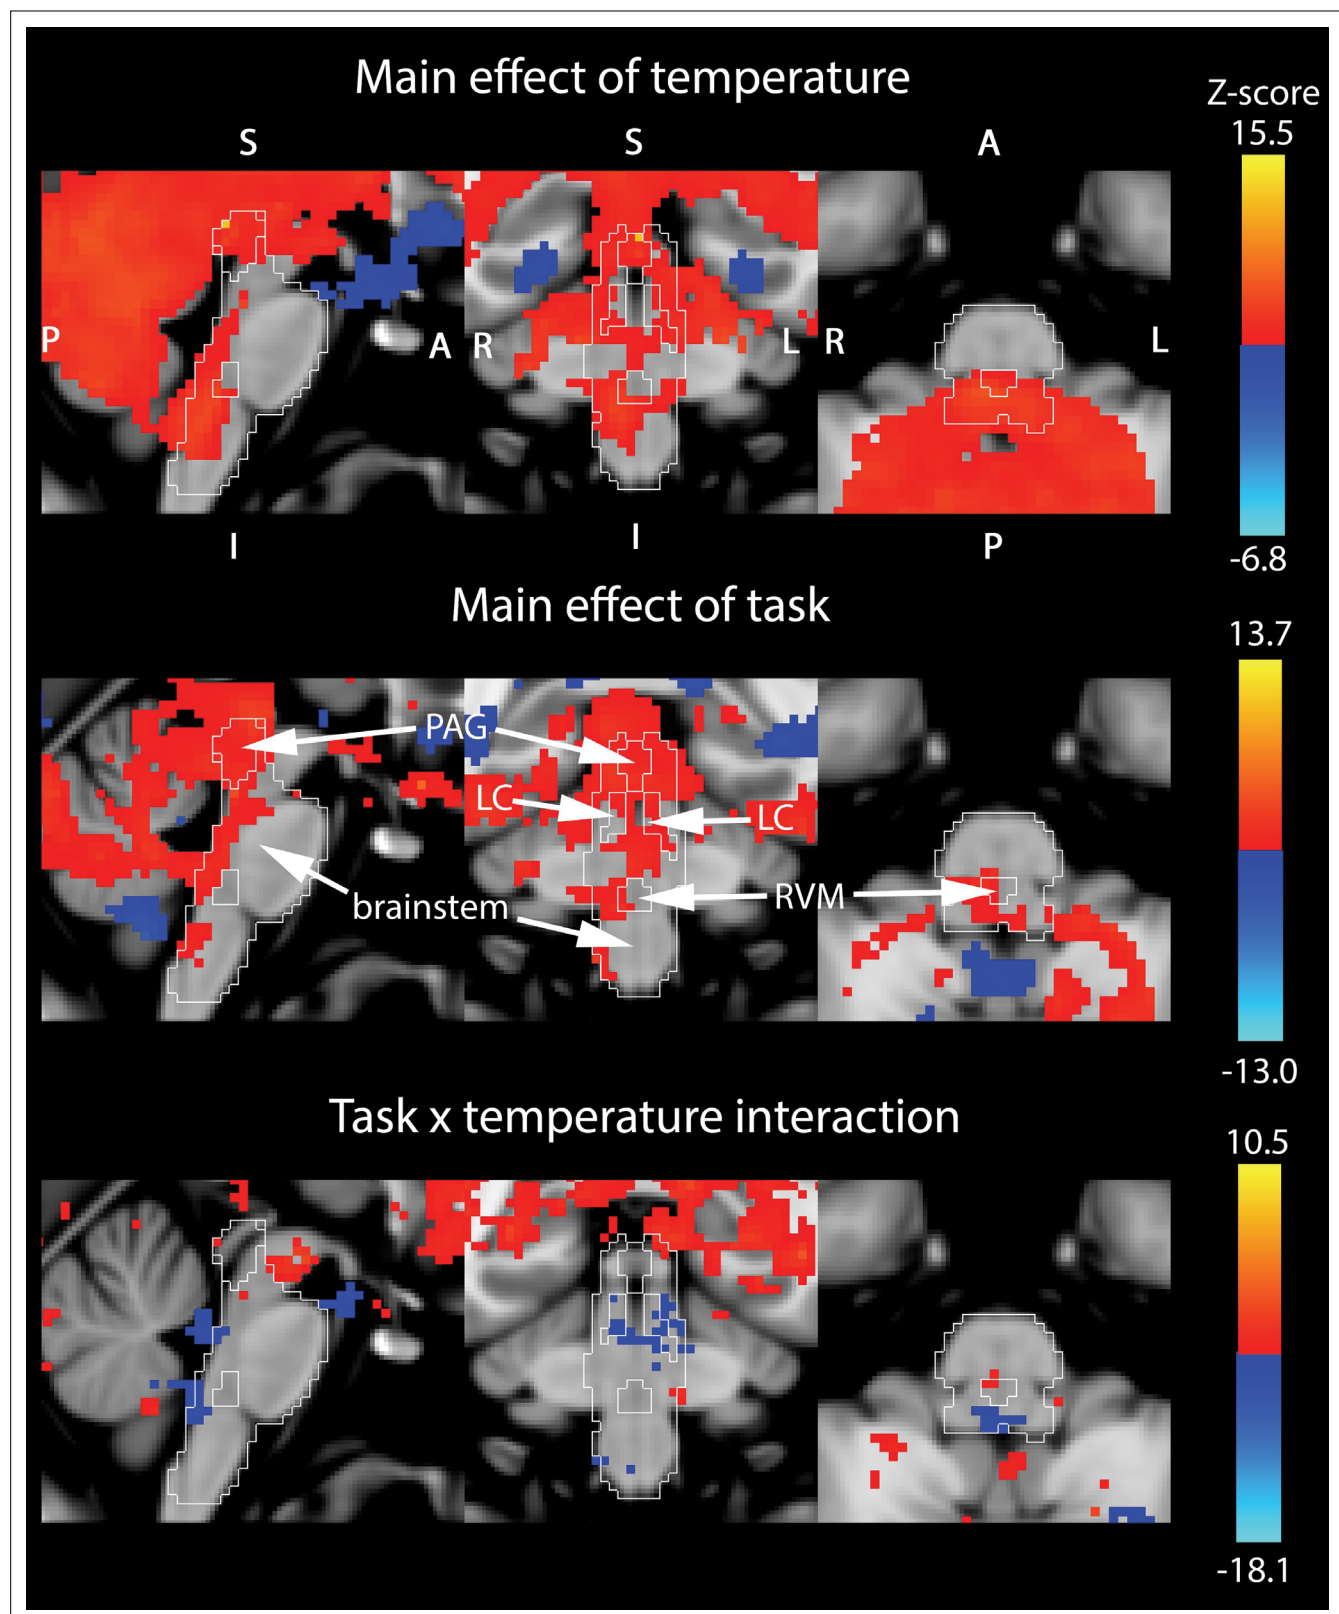 Main effect of temperature
Z-score
15.5
S
S
A
P
A
R
L
R
L
I
I
P
-6.8
Main effect of task
13.7
PAG
LC
LC
RVM
brainstem
-13.0
Task x temperature interaction
10.5
-18.1